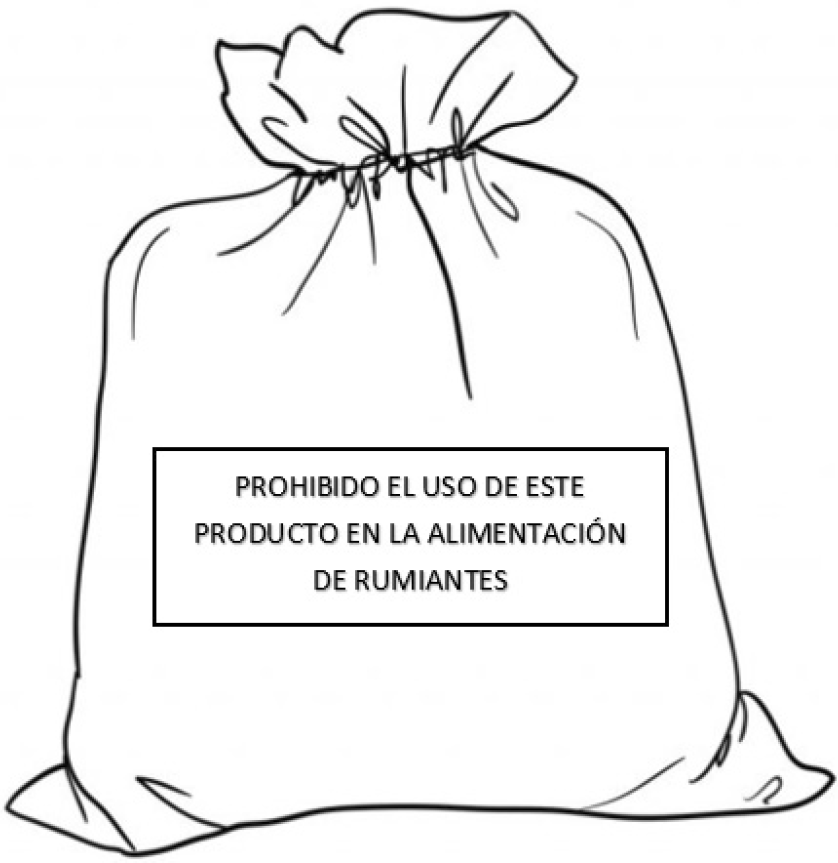 PROHIBIDO EL USO DE ESTE
PRODUCTO EN LA ALIMENTACIÓN
DE RUMIANTES